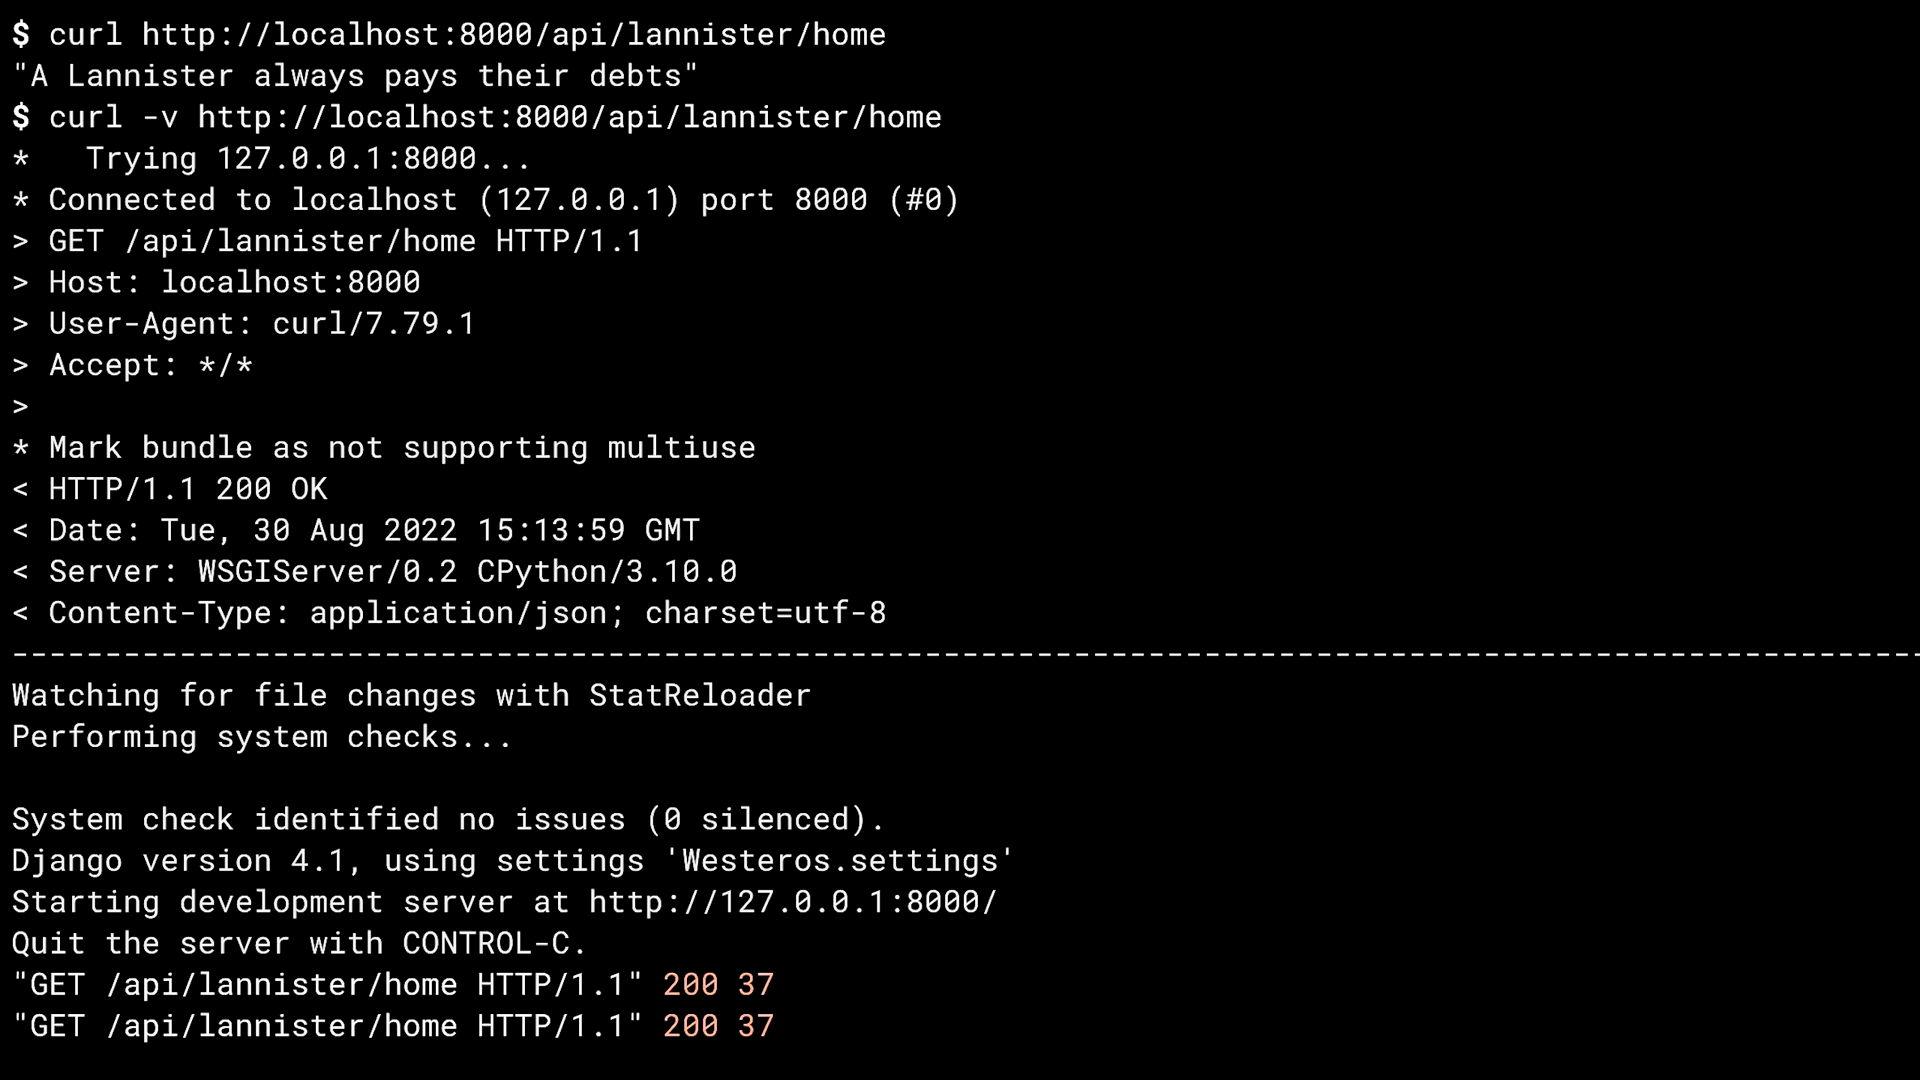 $ curl http://localhost:8000/api/lannister/home
"A Lannister always pays their debts"
$ curl -v http://localhost:8000/api/lannister/home
*   Trying 127.0.0.1:8000...
* Connected to localhost (127.0.0.1) port 8000 (#0)
> GET /api/lannister/home HTTP/1.1
> Host: localhost:8000
> User-Agent: curl/7.79.1
> Accept: */*
>
* Mark bundle as not supporting multiuse
< HTTP/1.1 200 OK
< Date: Tue, 30 Aug 2022 15:13:59 GMT
< Server: WSGIServer/0.2 CPython/3.10.0
< Content-Type: application/json; charset=utf-8
-------------------------------------------------------------------------------------------------------
Watching for file changes with StatReloader
Performing system checks...
System check identified no issues (0 silenced).
Django version 4.1, using settings 'Westeros.settings'
Starting development server at http://127.0.0.1:8000/
Quit the server with CONTROL-C.
"GET /api/lannister/home HTTP/1.1" 200 37
"GET /api/lannister/home HTTP/1.1" 200 37